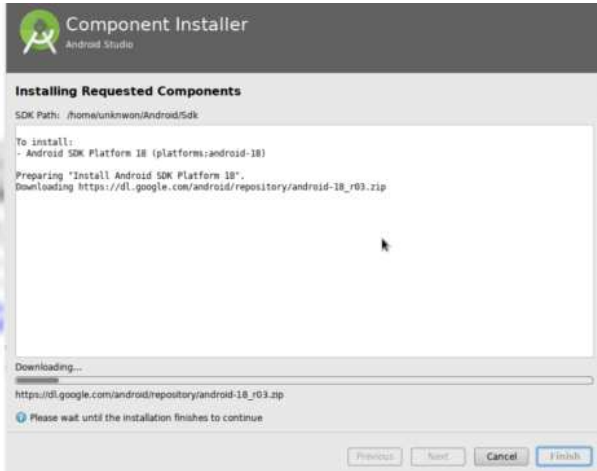 Component Installer
Android Studio
Installing Requested Components
SDK Path: /home/unknwon/Android/Sdk
To install:
- Android SDK Platform 18 (platforms;android-18)
Preparing "Install Android SDK Platform 18".
Downloading https://dl.google.com/android/repository/android-18_r03.zip
Downloading...
https://dl.google.com/android/repository/android-18_r03.zip
Please wait until the installation finishes to continue
Previous Next Cancel Finish